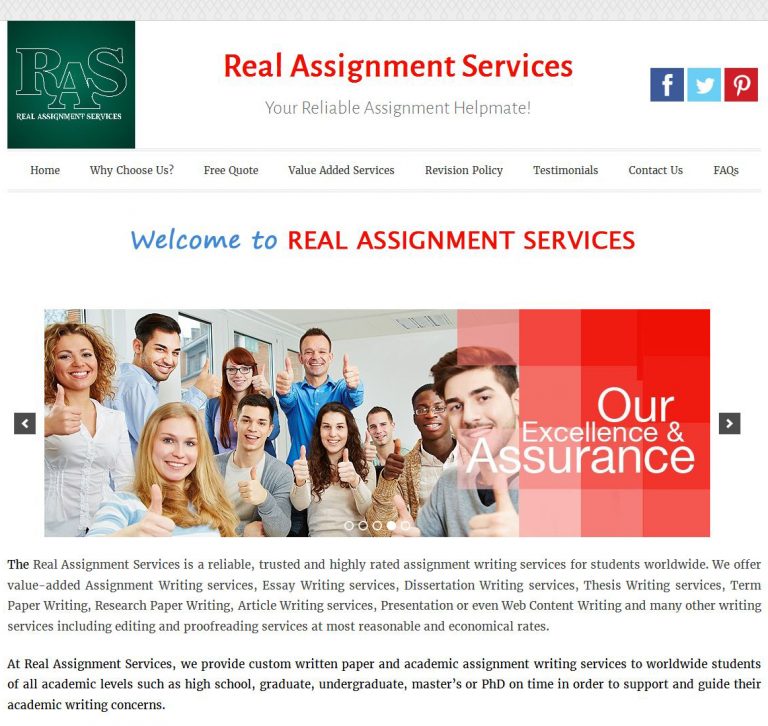 RAS
REAL ASSIGNMENT SERVICES
Real Assignment Services
Your Reliable Assignment Helpmate!
Home Why Choose Us? Free Quote Value Added Services Revision Policy Testimonials Contact Us FAQs
Welcome to REAL ASSIGNMENT SERVICES
Our
Excellence &
Assurance
The Real Assignment Services is a reliable, trusted and highly rated assignment writing services for students worldwide. We offer
value-added Assignment Writing services, Essay Writing services, Dissertation Writing services, Thesis Writing services, Term
Paper Writing, Research Paper Writing, Article Writing services, Presentation or even Web Content Writing and many other writing
services including editing and proofreading services at most reasonable and economical rates.
At Real Assignment Services, we provide custom written paper and academic assignment writing services to worldwide students
of all academic levels such as high school, graduate, undergraduate, master’s or PhD on time in order to support and guide their
academic writing concerns.